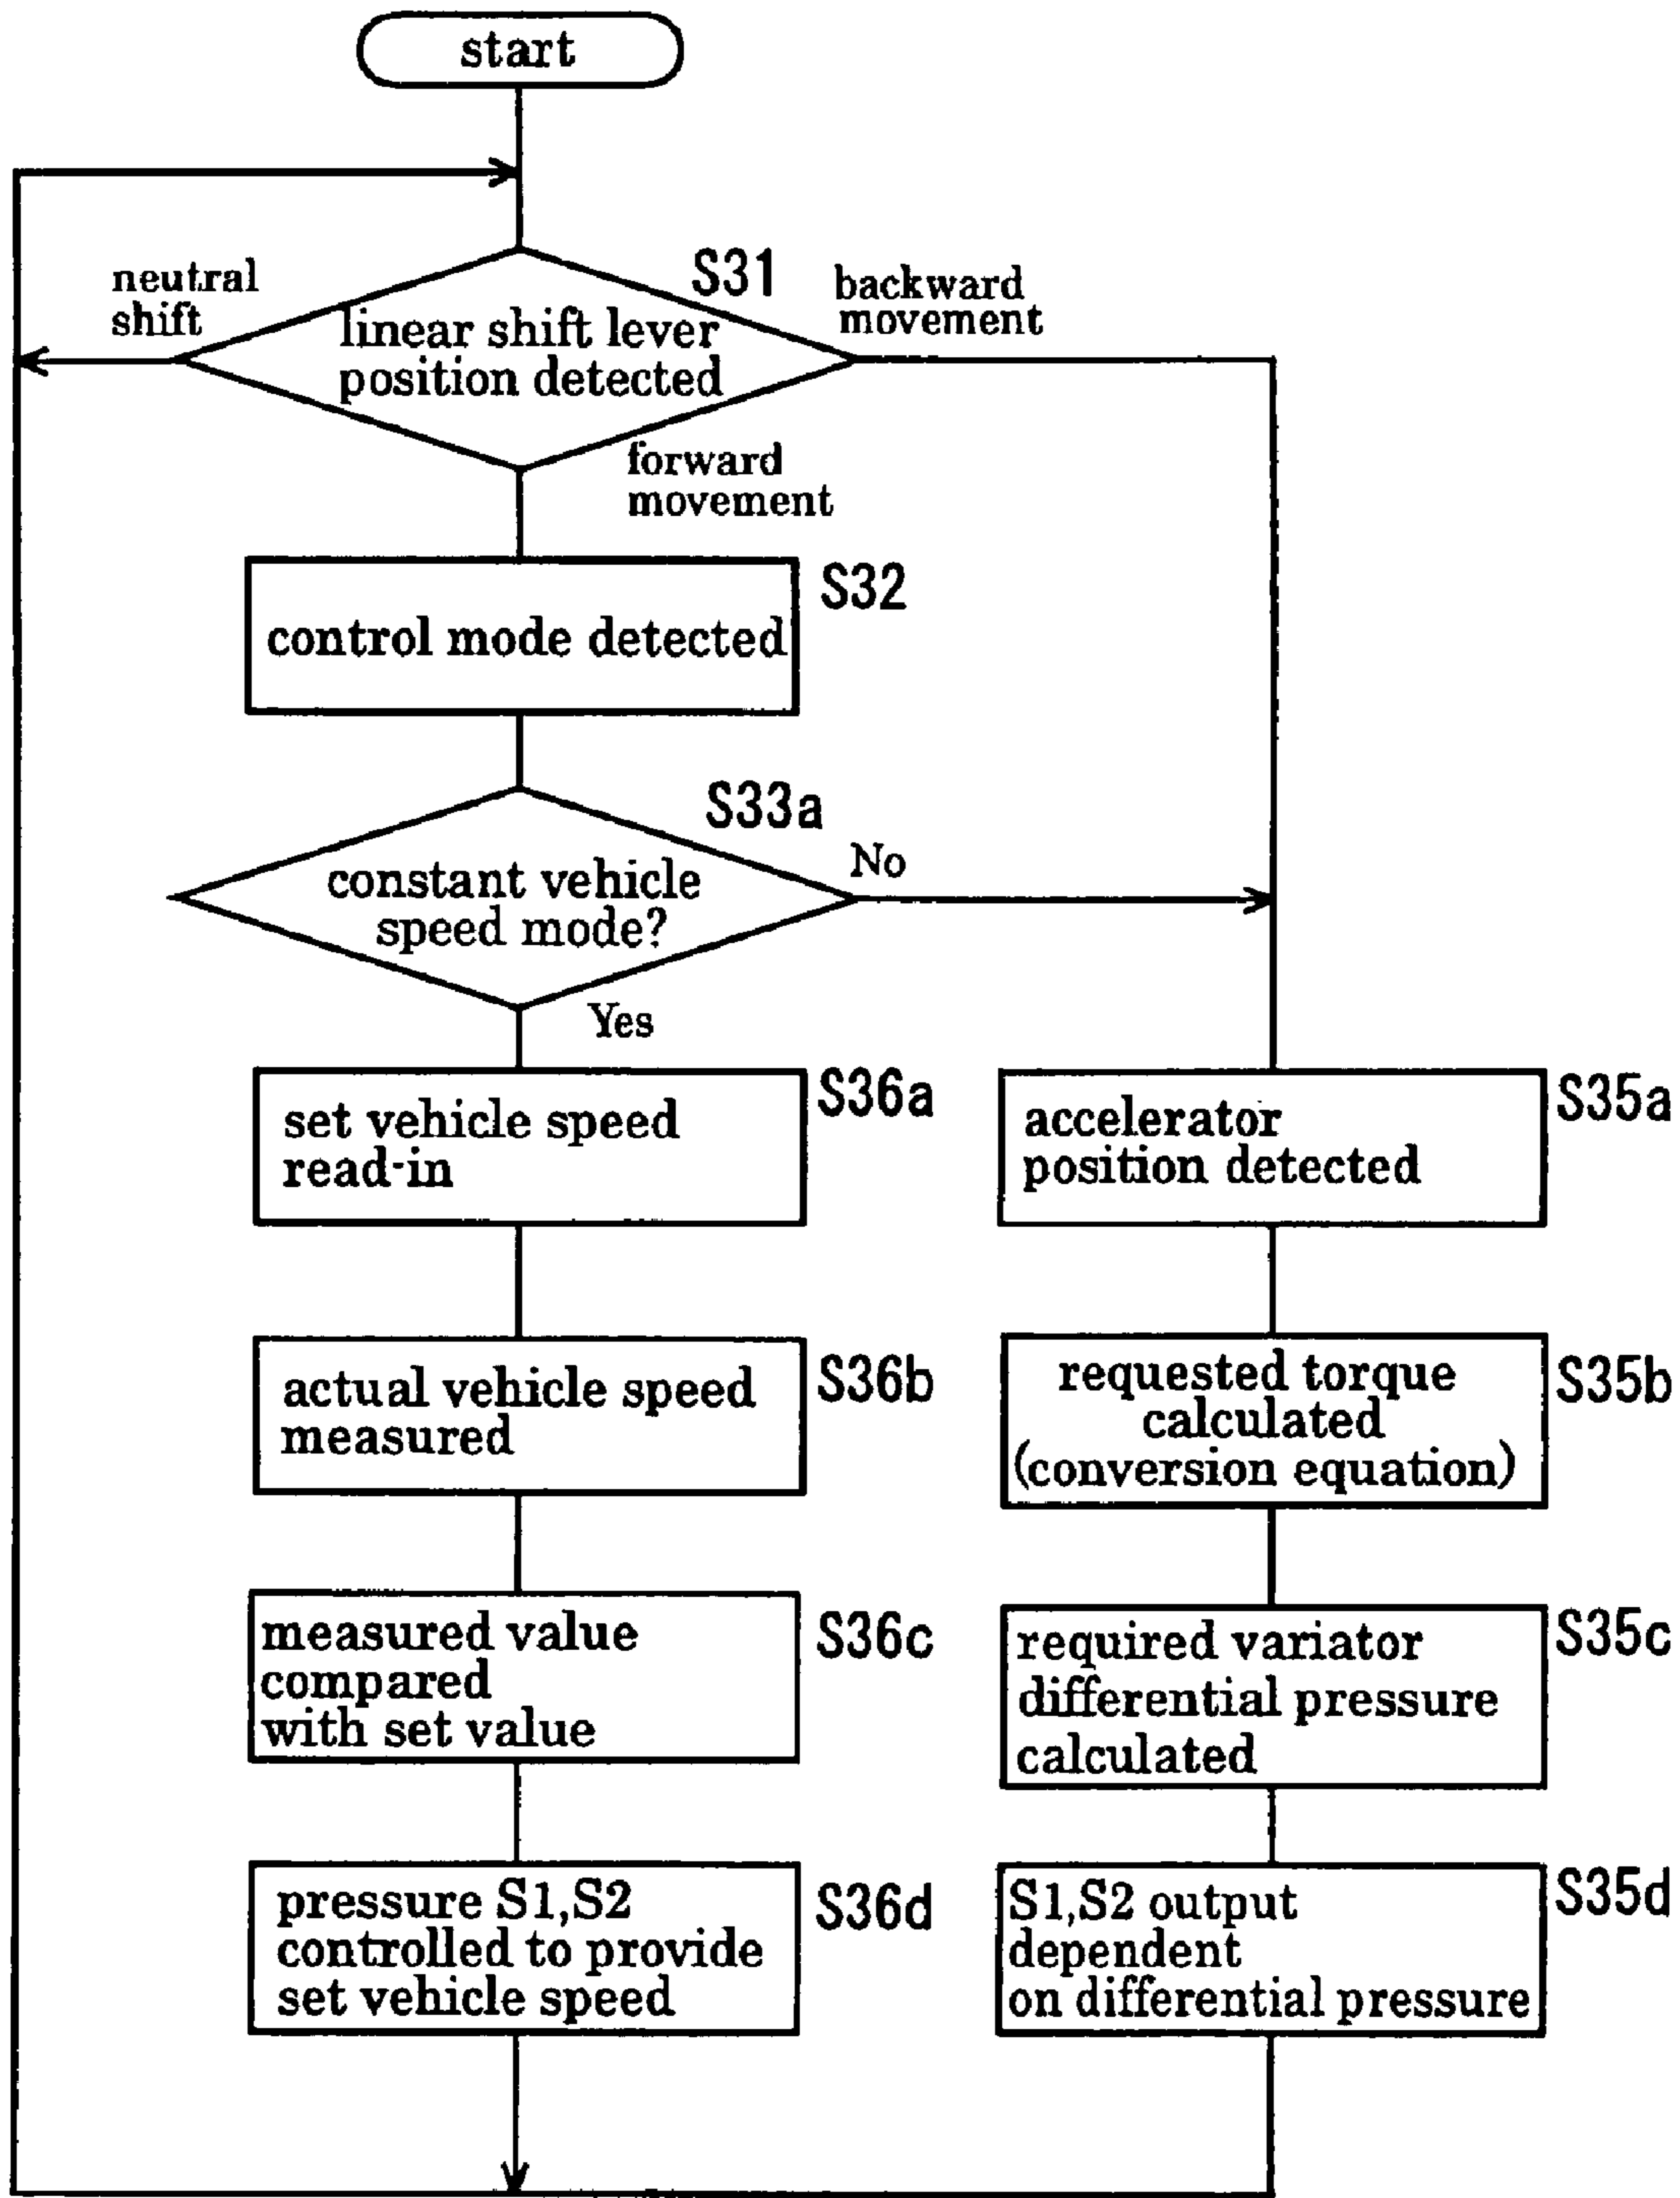 start
neutral
shift
S31
backward
movement
linear shift lever
position detected
forward
movement
S32
control mode detected
S33a
No
constant vehicle
speed mode?
Yes
S36a
set vehicle speed
read-in
S35a
accelerator
position detected
S36b
actual vehicle speed
measured
S35b
requested torque
calculated
(conversion equation)
S36c
measured value
compared
with set value
S35c
required variator
differential pressure
calculated
S36d
pressure S1,S2
controlled to provide
set vehicle speed
S35d
S1,S2 output
dependent
on differential pressure